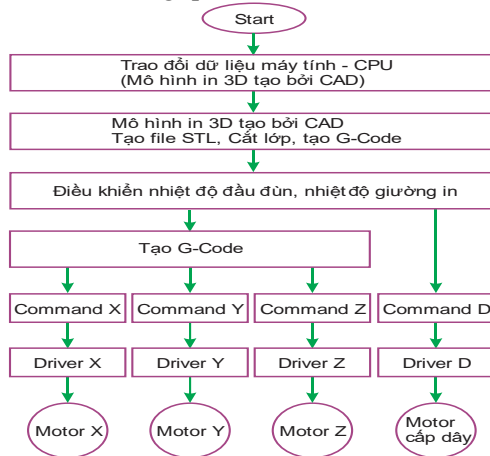 Start
Trao đổi dữ liệu máy tính - CPU
(Mô hình in 3D tạo bởi CAD)
Mô hình in 3D tạo bởi CAD
Tạo file STL, Cắt lớp, tạo G-Code
Điều khiển nhiệt độ đầu đùn, nhiệt độ giường in
Tạo G-Code
Command X
Command Y
Command Z
Command D
Driver X
Driver Y
Driver Z
Driver D
Motor X
Motor Y
Motor Z
Motor
cấp dây